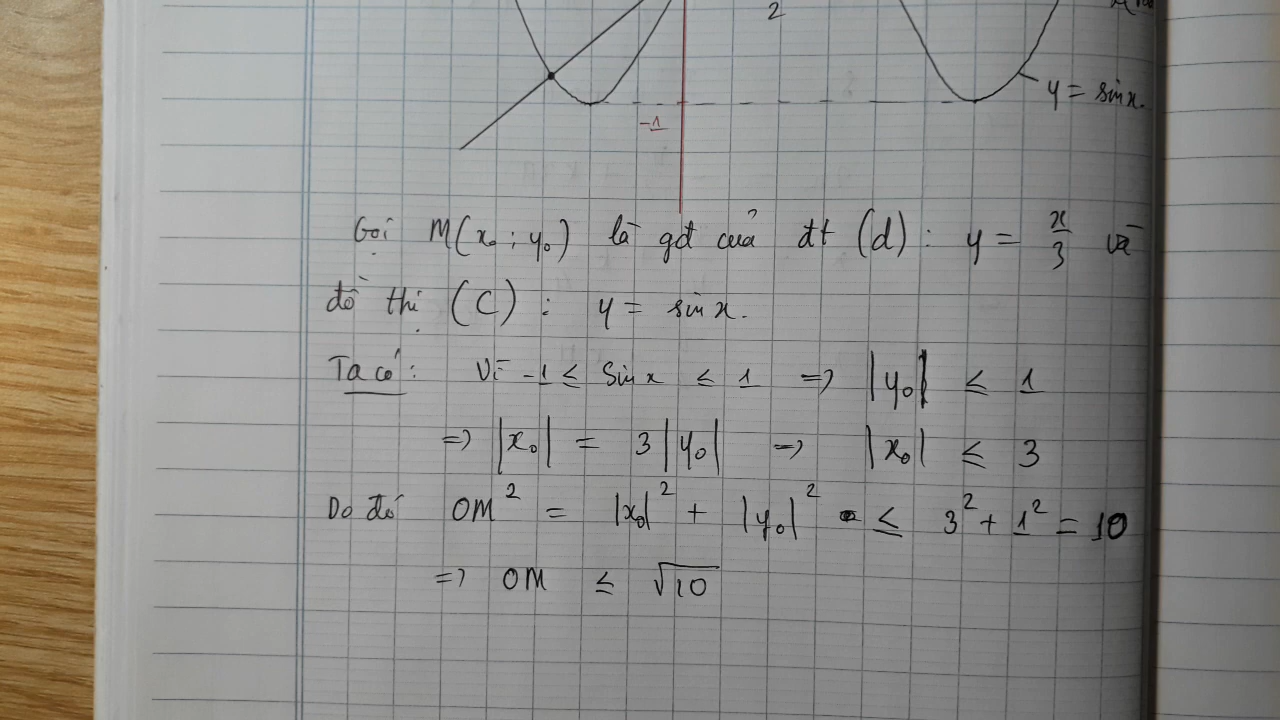 2
y = sin x.
-1
Gọi M(x₀ ; y₀) là gđ của đt (d) : y = x/3 và
đồ thị (C) : y = sin x.
Ta có : Vì -1 ≤ Sin x ≤ 1 => |y₀| ≤ 1
=> |x₀| = 3 |y₀| => |x₀| ≤ 3
Do đó OM² = |x₀|² + |y₀|² ≤ 3² + 1² = 10
=> OM ≤ √10